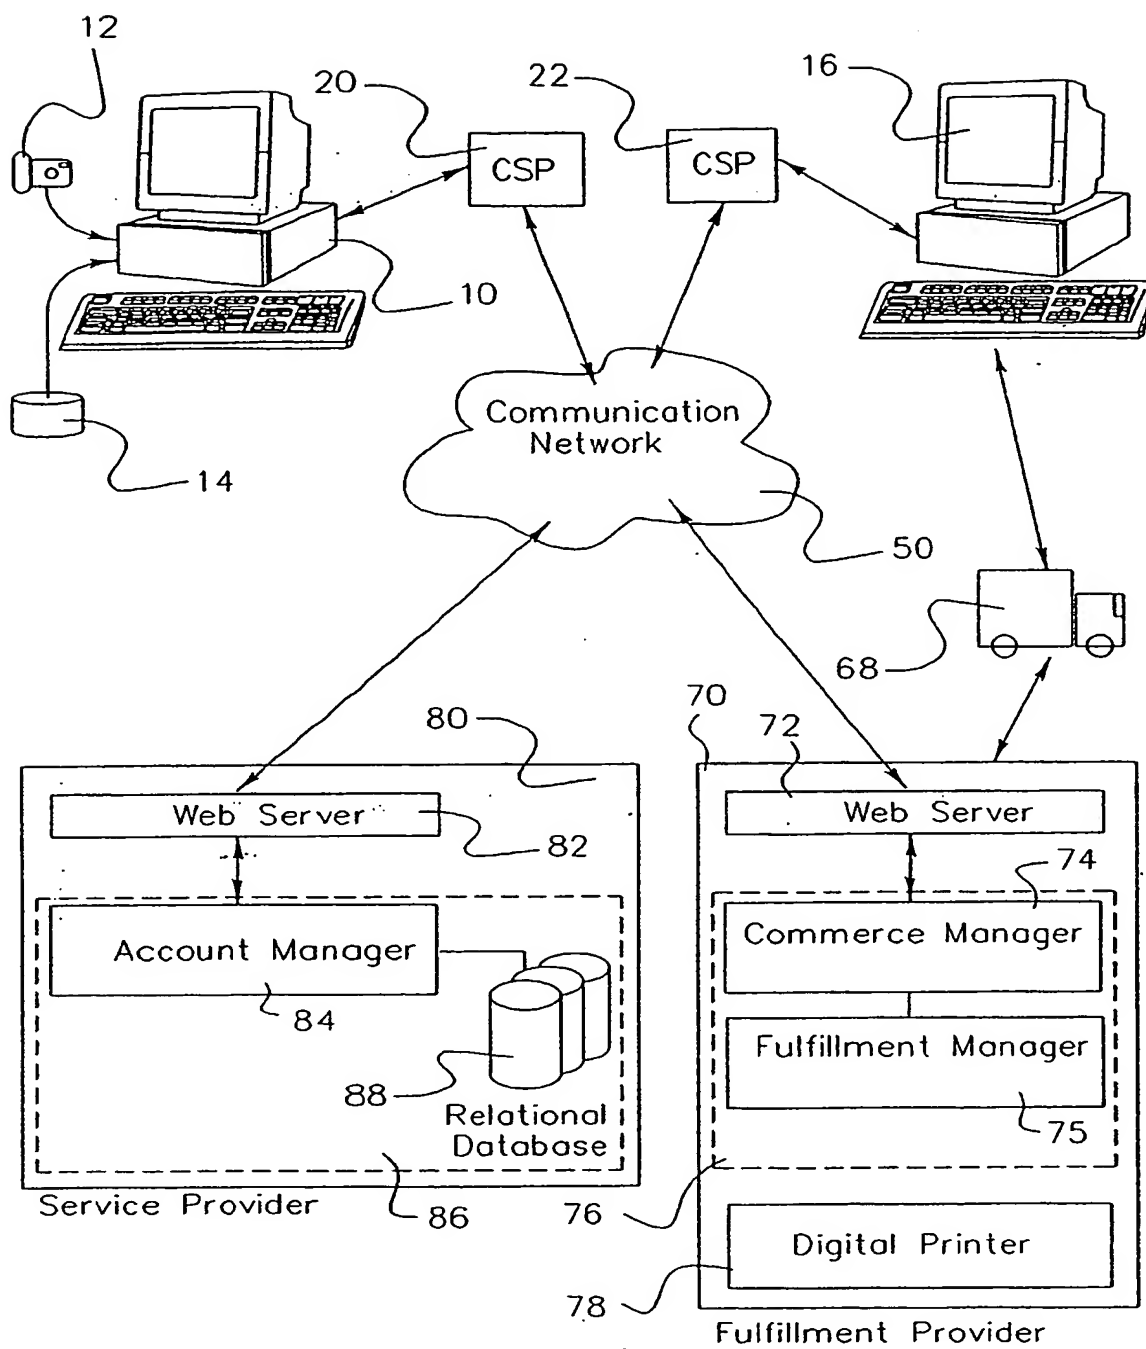 12
20
22
16
CSP
CSP
10
14
Communication
Network
50
68
80
70
72
Web Server
82
Web Server
74
Account Manager
84
Commerce Manager
88
Relational
Database
Fulfillment Manager
75
Service Provider
86
76
Digital Printer
78
Fulfillment Provider